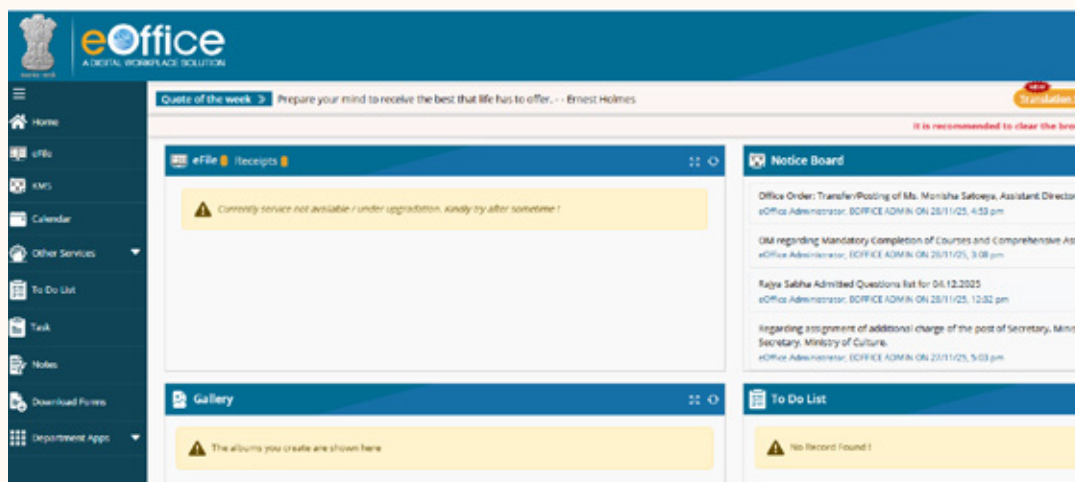 eOffice
A DIGITAL WORKPLACE SOLUTION
Quote of the week Prepare your mind to receive the best that life has to offer. - - Ernest Holmes
NEW
Translation
It is recommended to clear the bro
Home
eFile
KMS
Calendar
Other Services
To Do List
Task
Notes
Download Forms
Department Apps
eFile 0 Receipts 0
Currently service not available / under upgradation. Kindly try after sometime !
Notice Board
Office Order: Transfer/Posting of Ms. Monisha Assistant Director
eOffice Administrator, EOFFICE ADMIN ON 28/11/25, 4:53 pm
OM regarding Mandatory Completion of Courses and Comprehensive Ass
eOffice Administrator, EOFFICE ADMIN ON 28/11/25, 3:08 pm
Rajya Sabha Admitted Questions list for 04.12.2025
eOffice Administrator, EOFFICE ADMIN ON 28/11/25, 12:32 pm
Regarding assignment of additional charge of the post of Secretary, Minis
Secretary, Ministry of Culture.
eOffice Administrator, EOFFICE ADMIN ON 27/11/25, 5:03 pm
Gallery
The albums you create are shown here
To Do List
No Record Found !